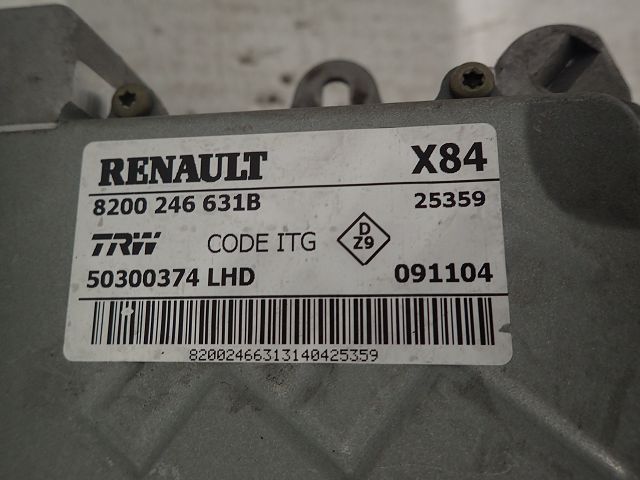 RENAULT X84
8200 246 631B 25359
TRW CODE ITG D Z9
50300374 LHD 091104
82002466313140425359